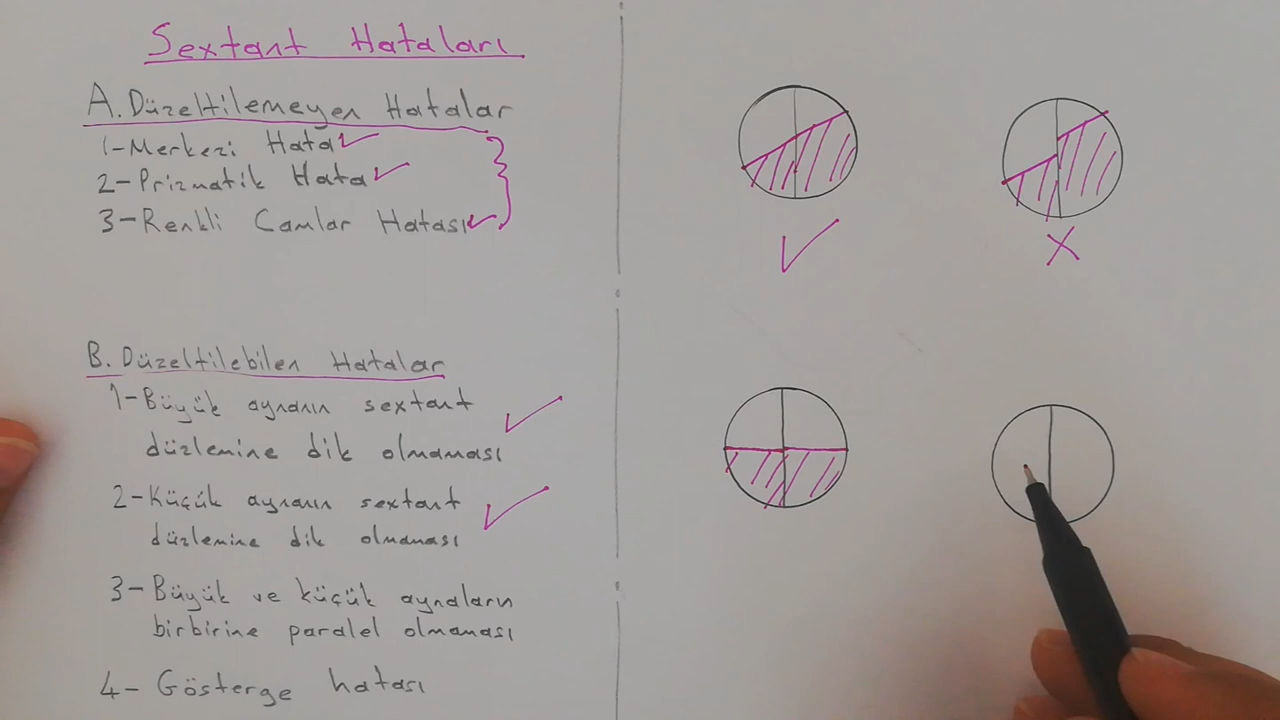 Sextant Hataları
A. Düzeltilemeyen Hatalar
1-Merkezi Hata
2-Prizmatik Hata
3-Renkli Camlar Hatası
B. Düzeltilebilen Hatalar
1-Büyük aynanın sextant
düzlemine dik olmaması
2-Küçük aynanın sextant
düzlemine dik olmaması
3-Büyük ve küçük aynaların
birbirine paralel olmaması
4-Gösterge hatası